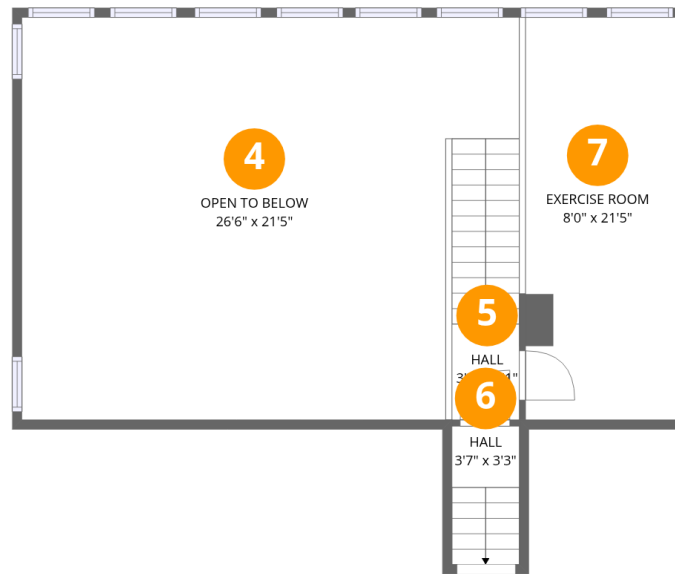 4
OPEN TO BELOW
26'6" x 21'5"
7
EXERCISE ROOM
8'0" x 21'5"
5
HALL
6
HALL
3'7" x 3'3"